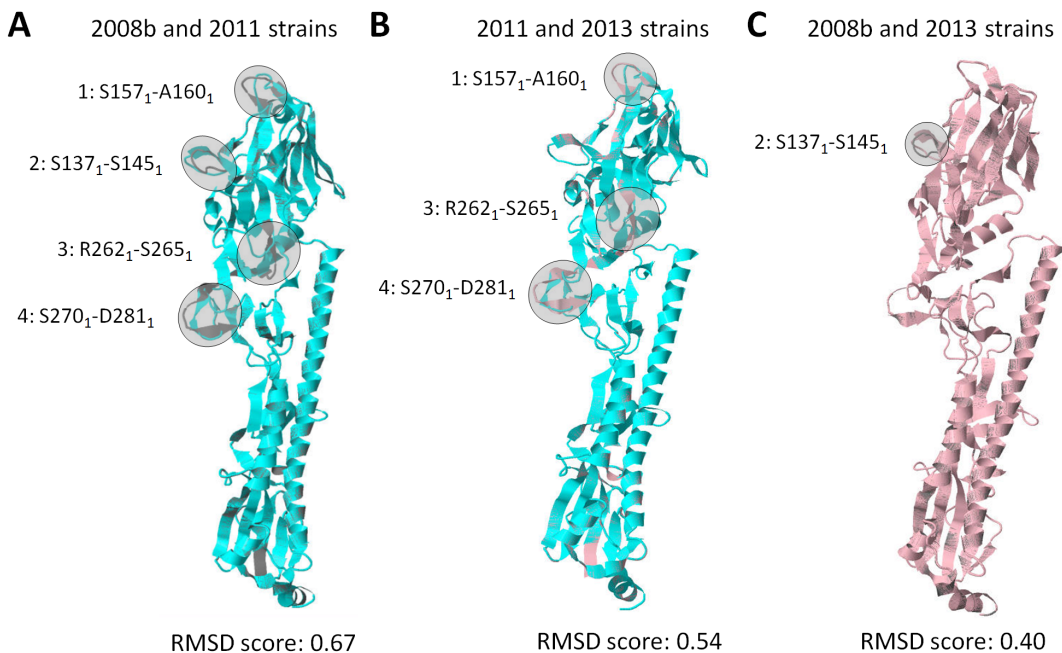 A 2008b and 2011 strains
1: S157₁-A160₁
2: S137₁-S145₁
3: R262₁-S265₁
4: S270₁-D281₁
RMSD score: 0.67
B 2011 and 2013 strains
1: S157₁-A160₁
3: R262₁-S265₁
4: S270₁-D281₁
RMSD score: 0.54
C 2008b and 2013 strains
2: S137₁-S145₁
RMSD score: 0.40